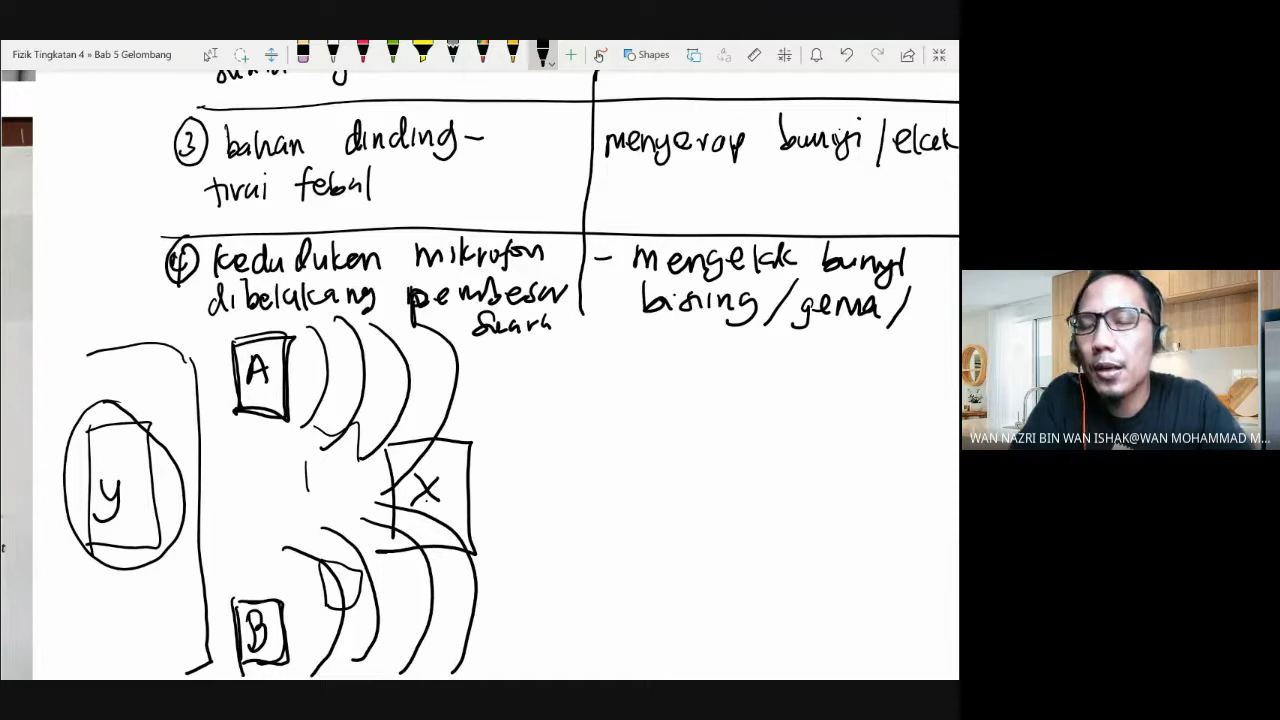 Fizik Tingkatan 4 » Bab 5 Gelombang
Shapes
③ bahan dinding - menyerap bunyi /
tirai tebal
④ kedudukan mikrofon - mengelak bunyi
dibelakang pembesar bising / gema /
suara
A
X
y
B
WAN NAZRI BIN WAN ISHAK@WAN MOHAMMAD M...